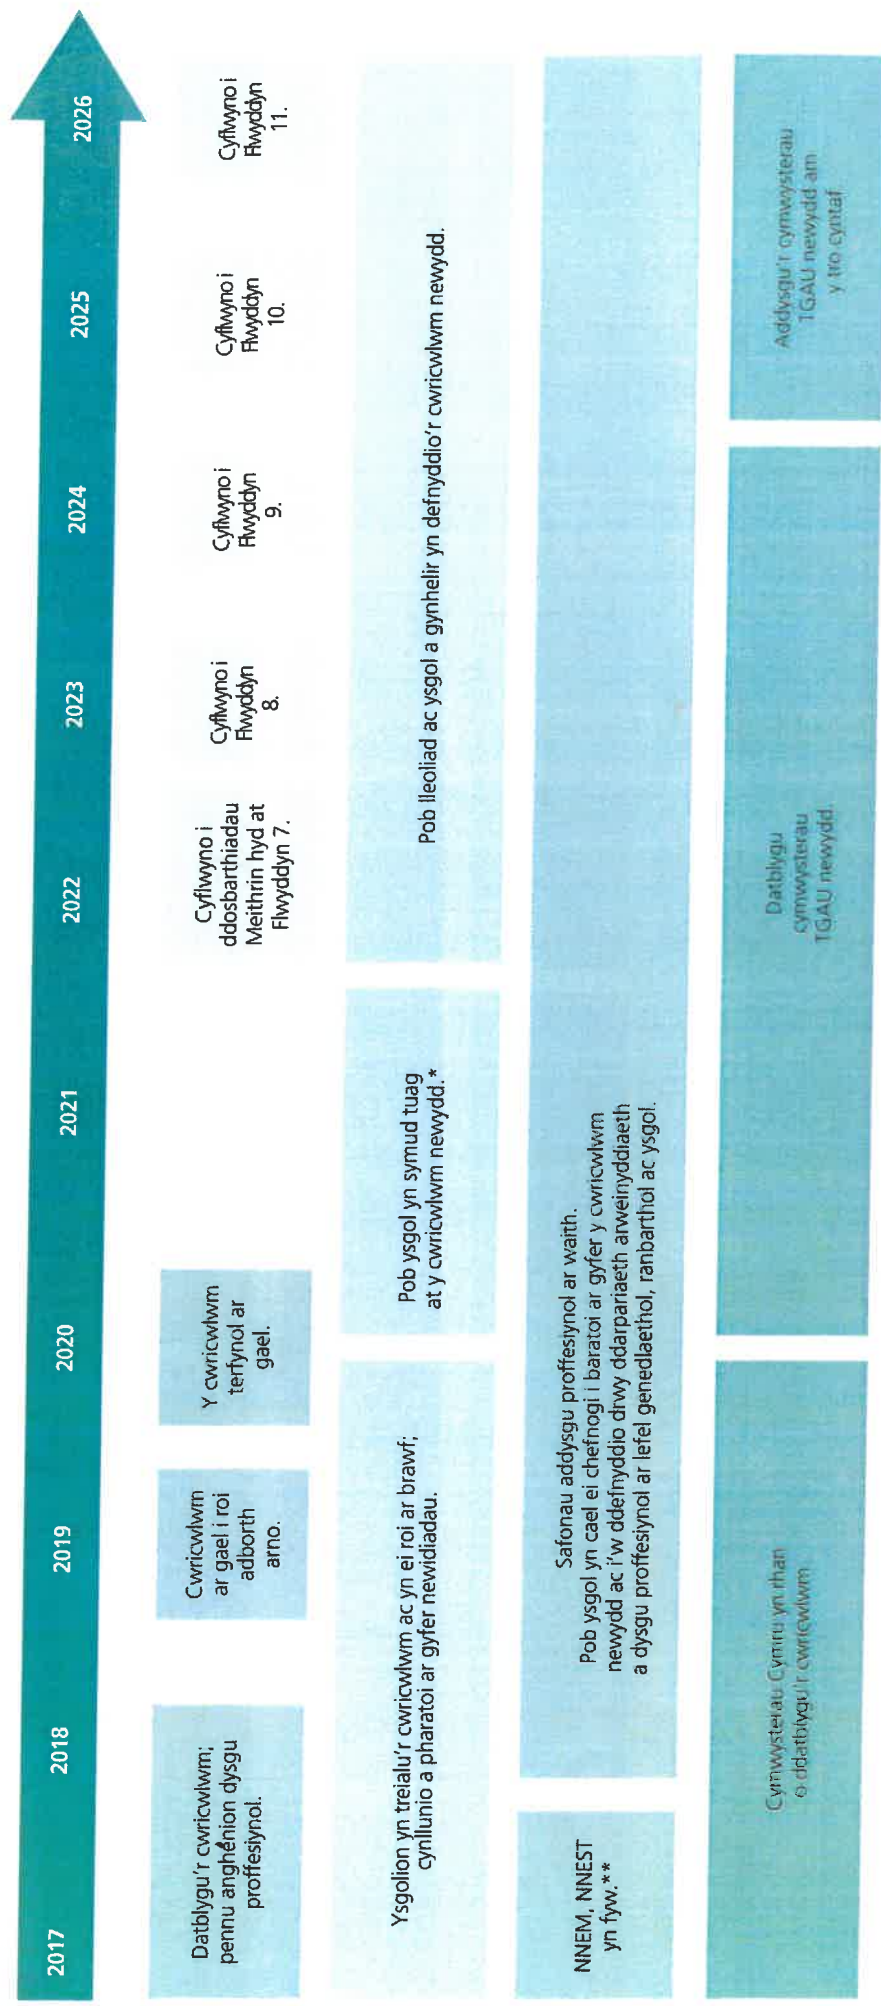 2017
2018
2019
2020
2021
2022
2023
2024
2025
2026
Datblygu'r cwricwlwm;
pennu anghenion dysgu
proffesiynol.
Cwricwlwm
ar gael i roi
adborth
arno.
Y cwricwlwm
terfynol ar
gael.
Cyflwyno i
ddosbarthiadau
Meithrin hyd at
Flwyddyn 7.
Cyflwyno i
Flwyddyn
8.
Cyflwyno i
Flwyddyn
9.
Cyflwyno i
Flwyddyn
10.
Cyflwyno i
Flwyddyn
11.
Ysgolion yn treialu'r cwricwlwm ac yn ei roi ar brawf;
cynllunio a pharatoi ar gyfer newidiadau.
Pob ysgol yn symud tuag
at y cwricwlwm newydd.*
Pob lleoliad ac ysgol a gynhelir yn defnyddio'r cwricwlwm newydd.
NNEM, NNEST
yn fyw.**
Safonau addysgu proffesiynol ar waith.
Pob ysgol yn cael ei chefnogi i baratoi ar gyfer y cwricwlwm
newydd ac i'w ddefnyddio drwy ddarpariaeth arweinyddiaeth
a dysgu proffesiynol ar lefel genedlaethol, ranbarthol ac ysgol.
Cymwysterau Cymru yn rhan
o ddatblygu'r cwricwlwm
Datblygu
cymwysterau
TGAU newydd.
Addysgu'r cymwysterau
TGAU newydd am
y tro cyntaf.